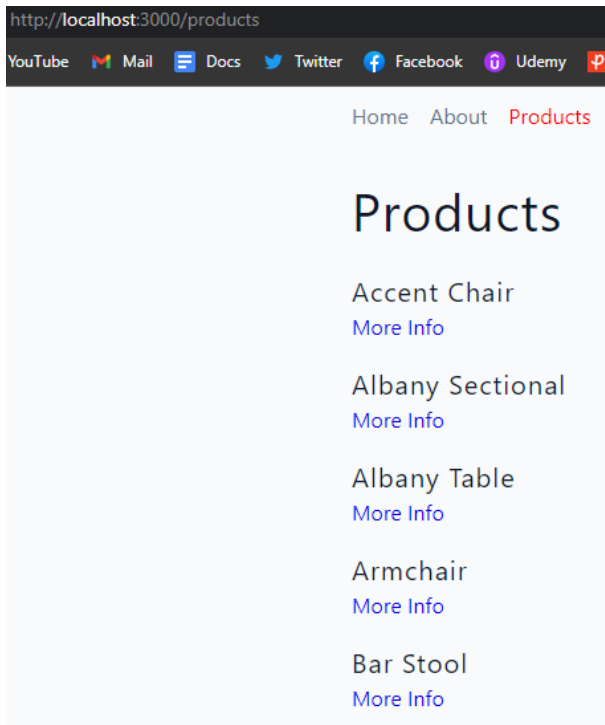 http://localhost:3000/products
YouTube Mail Docs Twitter Facebook Udemy
Home About Products
Products
Accent Chair
More Info
Albany Sectional
More Info
Albany Table
More Info
Armchair
More Info
Bar Stool
More Info